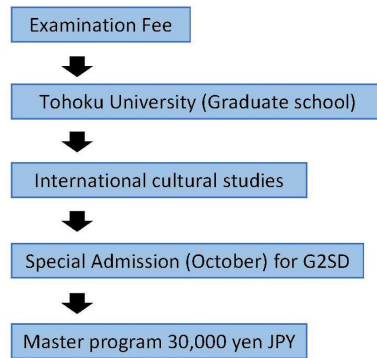 Examination Fee
Tohoku University (Graduate school)
International cultural studies
Special Admission (October) for G2SD
Master program 30,000 yen JPY